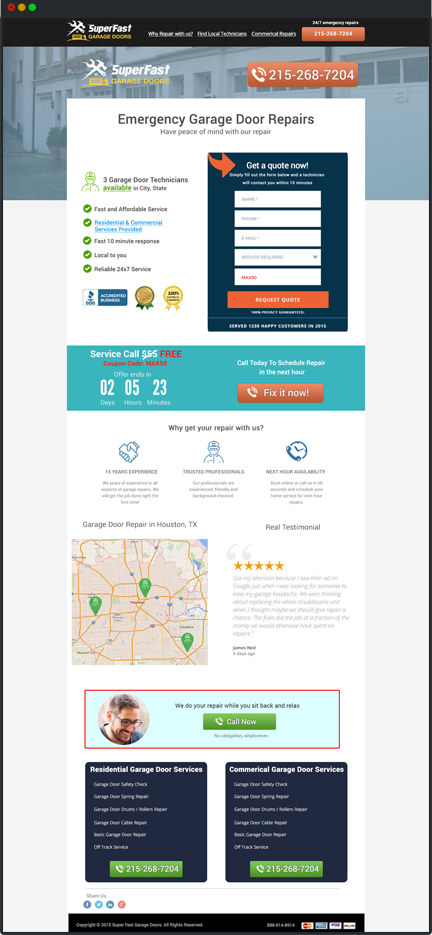 SuperFast
GARAGE DOORS
Why Repair with us?
Find Local Technicians
Commerical Repairs
24/7 emergency repairs
215-268-7204
SuperFast
GARAGE DOORS
215-268-7204
Emergency Garage Door Repairs
Have peace of mind with our repair
3 Garage Door Technicians
available in City, State
Fast and Affordable Service
Residential & Commercial
Services Provided
Fast 10 minute response
Local to you
Reliable 24x7 Service
BBB
ACCREDITED
BUSINESS
100%
Get a quote now!
Simply fill out the form below and a technician
will contact you within 10 minutes
NAME *
PHONE *
E-MAIL *
SERVICE REQUIRED
MAX50
REQUEST QUOTE
100% PRIVACY GUARANTEE.
SERVED 1230 HAPPY CUSTOMERS IN 2015
Service Call $55 FREE
Coupon Code: MAX50
Offer ends in
02 05 23
Days Hours Minutes
Call Today To Schedule Repair
in the next hour
Fix it now!
Why get your repair with us?
15 YEARS EXPERIENCE
We years of experience in all
aspects of garage repairs. We
will get the job done right the
first time!
TRUSTED PROFESSIONALS
Our professionals are
experienced, friendly and
background-checked.
NEXT HOUR AVAILABILITY
Book online or call us in 60
seconds and schedule your
home service for next hour
repairs.
Garage Door Repair in Houston, TX
Houston
Pasadena
Real Testimonial
Got my attention because I saw their ad on
Google just when I was looking for someone to
ease my garage headache. We were thinking
about replacing the whole troublesome unit
when I thought maybe we should give repair a
chance. The folks did the job at a fraction of the
money we would otherwise have spent on
repairs."
James Ned
5 days ago
We do your repair while you sit back and relax
Call Now
No obligation, whatsoever.
Residential Garage Door Services
Garage Door Safety Check
Garage Door Spring Repair
Garage Door Drums / Rollers Repair
Garage Door Cable Repair
Basic Garage Door Repair
Off Track Service
215-268-7204
Commerical Garage Door Services
Garage Door Safety Check
Garage Door Spring Repair
Garage Door Drums / Rollers Repair
Garage Door Cable Repair
Basic Garage Door Repair
Off Track Service
215-268-7204
Share Us
Copyright © 2015 Super Fast Garage Doors. All Rights Reserved.
888-914-8914
VISA